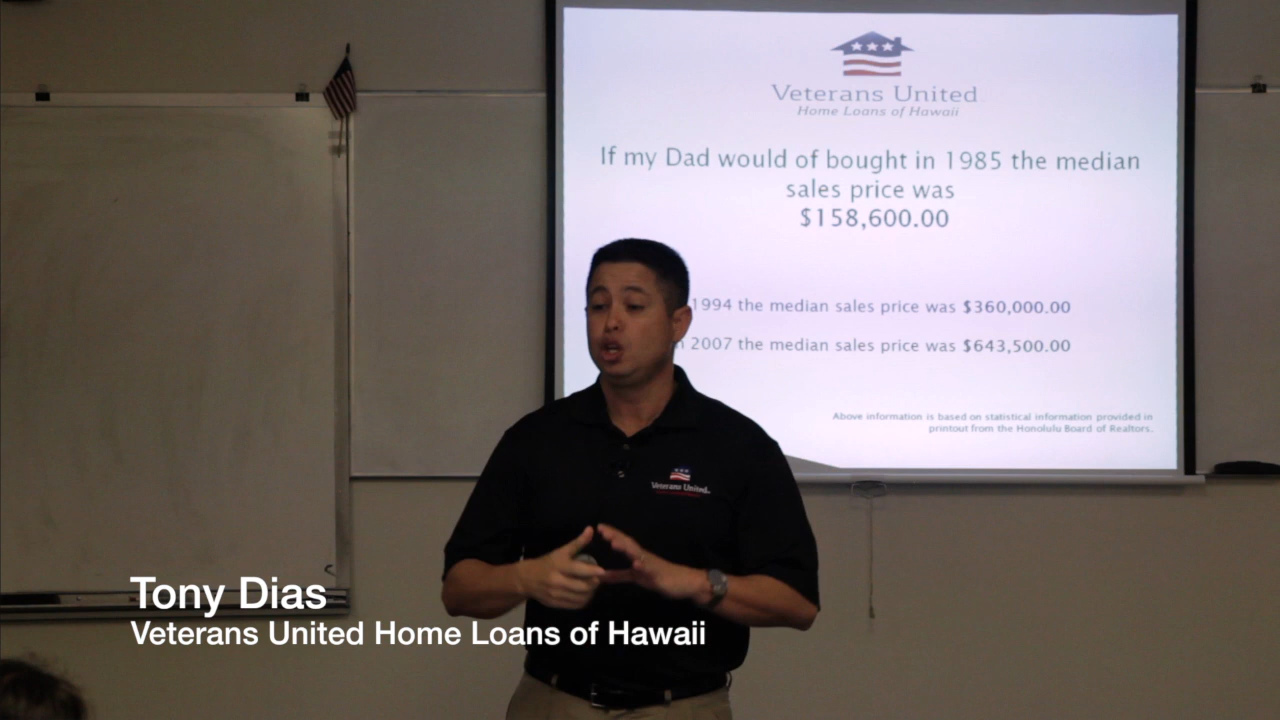 Veterans United
Home Loans of Hawaii
If my Dad would of bought in 1985 the median
sales price was
$158,600.00
1994 the median sales price was $360,000.00
2007 the median sales price was $643,500.00
Above information is based on statistical information provided in
printout from the Honolulu Board of Realtors.
Veterans United
Tony Dias
Veterans United Home Loans of Hawaii